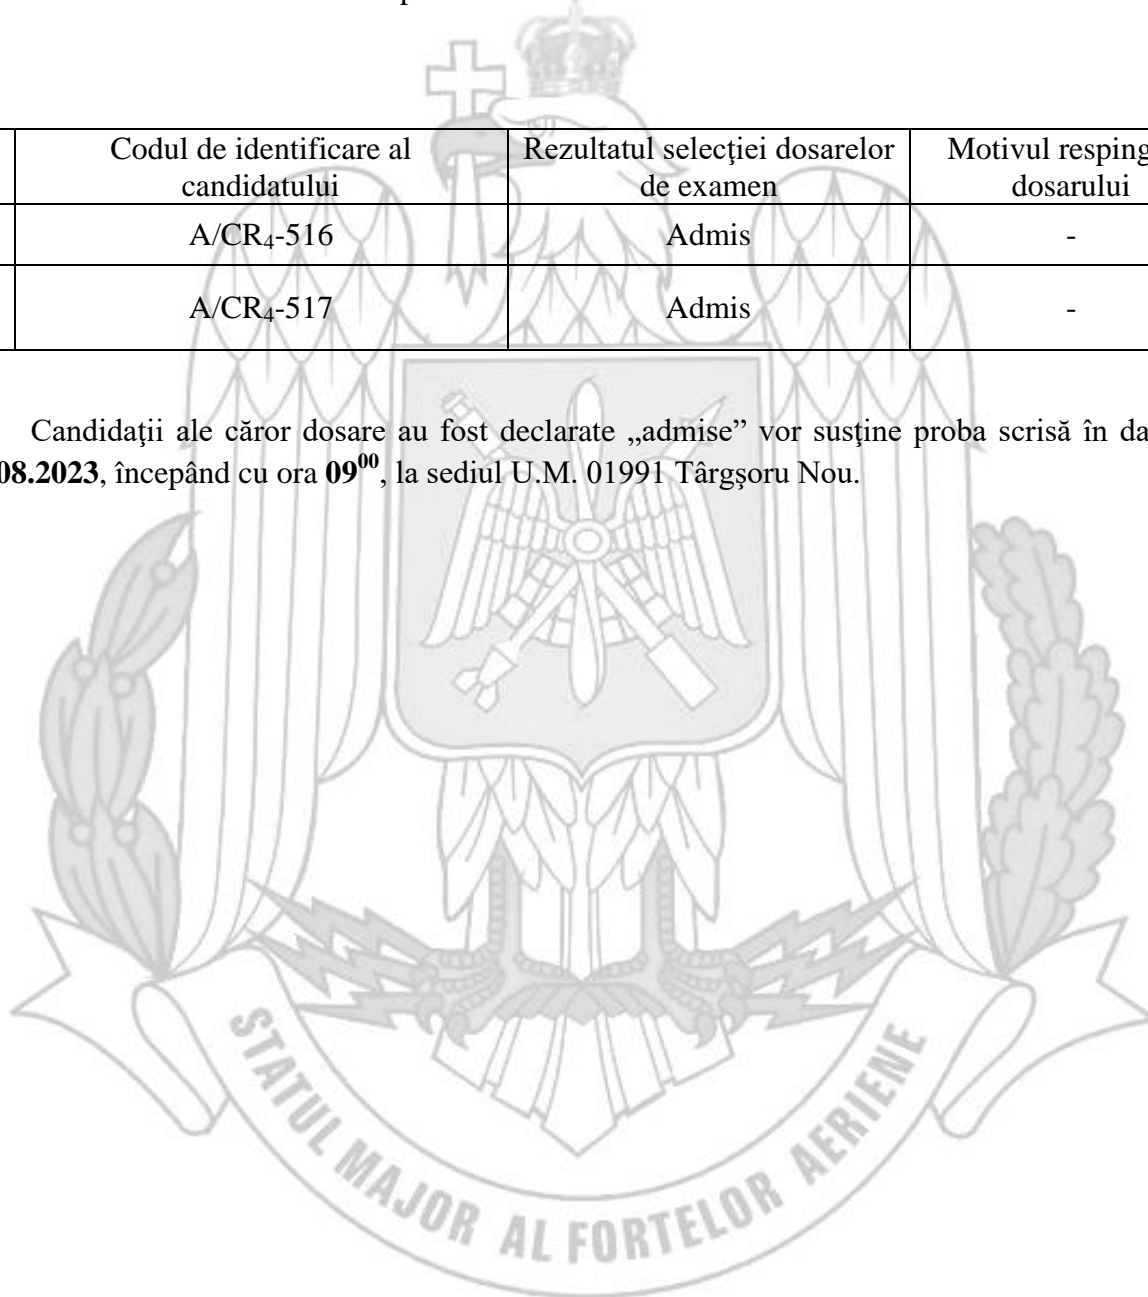 Codul de identificare al candidatului | Rezultatul selecţiei dosarelor de examen | Motivul resping dosarului
A/CR₄-516 | Admis | -
A/CR₄-517 | Admis | -
Candidaţii ale căror dosare au fost declarate „admise” vor susţine proba scrisă în da
08.2023, începând cu ora 09⁰⁰, la sediul U.M. 01991 Târgşoru Nou.
STATUL MAJOR AL FORTELOR AERIENE